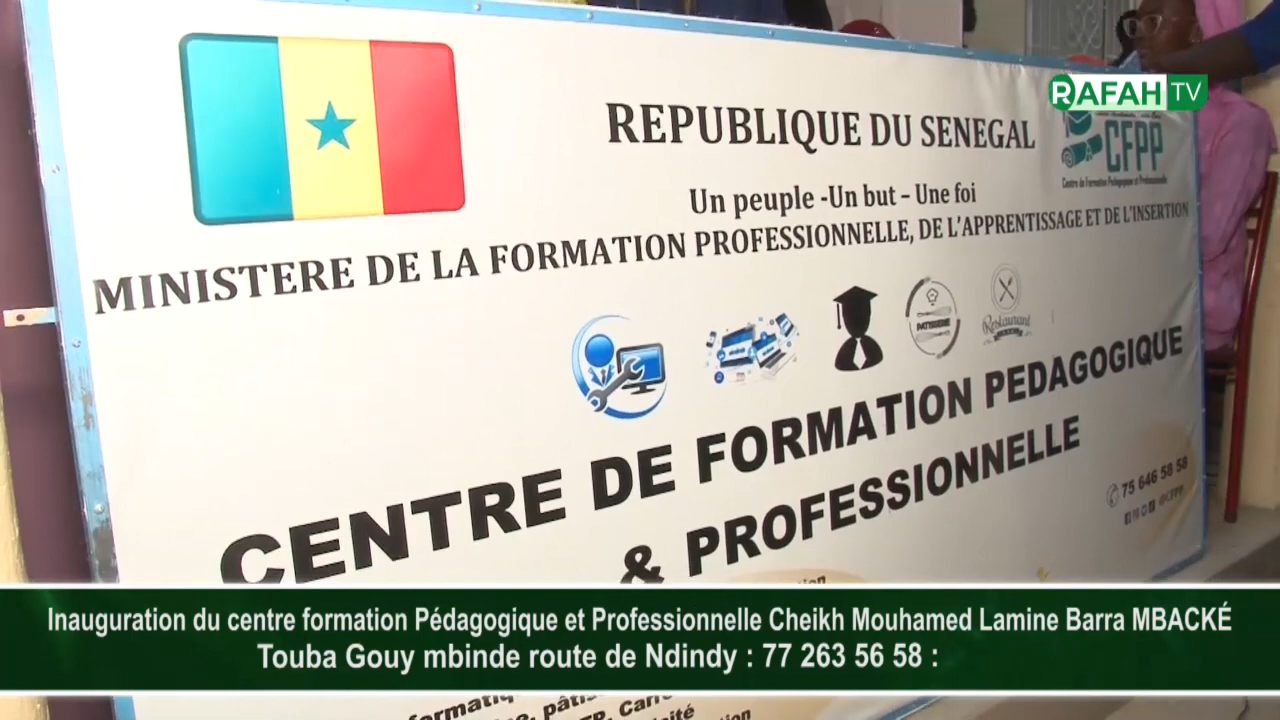 RAFAH TV
REPUBLIQUE DU SENEGAL
CFPP
Centre de Formation Pédagogique et Professionnelle
Un peuple -Un but – Une foi
MINISTERE DE LA FORMATION PROFESSIONNELLE, DE L'APPRENTISSAGE ET DE L'INSERTION
PATISSERIE
Restaurant
CENTRE DE FORMATION PEDAGOGIQUE
& PROFESSIONNELLE
75 646 58 58
@CFPP
Inauguration du centre formation Pédagogique et Professionnelle Cheikh Mouhamed Lamine Barra MBACKÉ
Touba Gouy mbinde route de Ndindy : 77 263 56 58 :